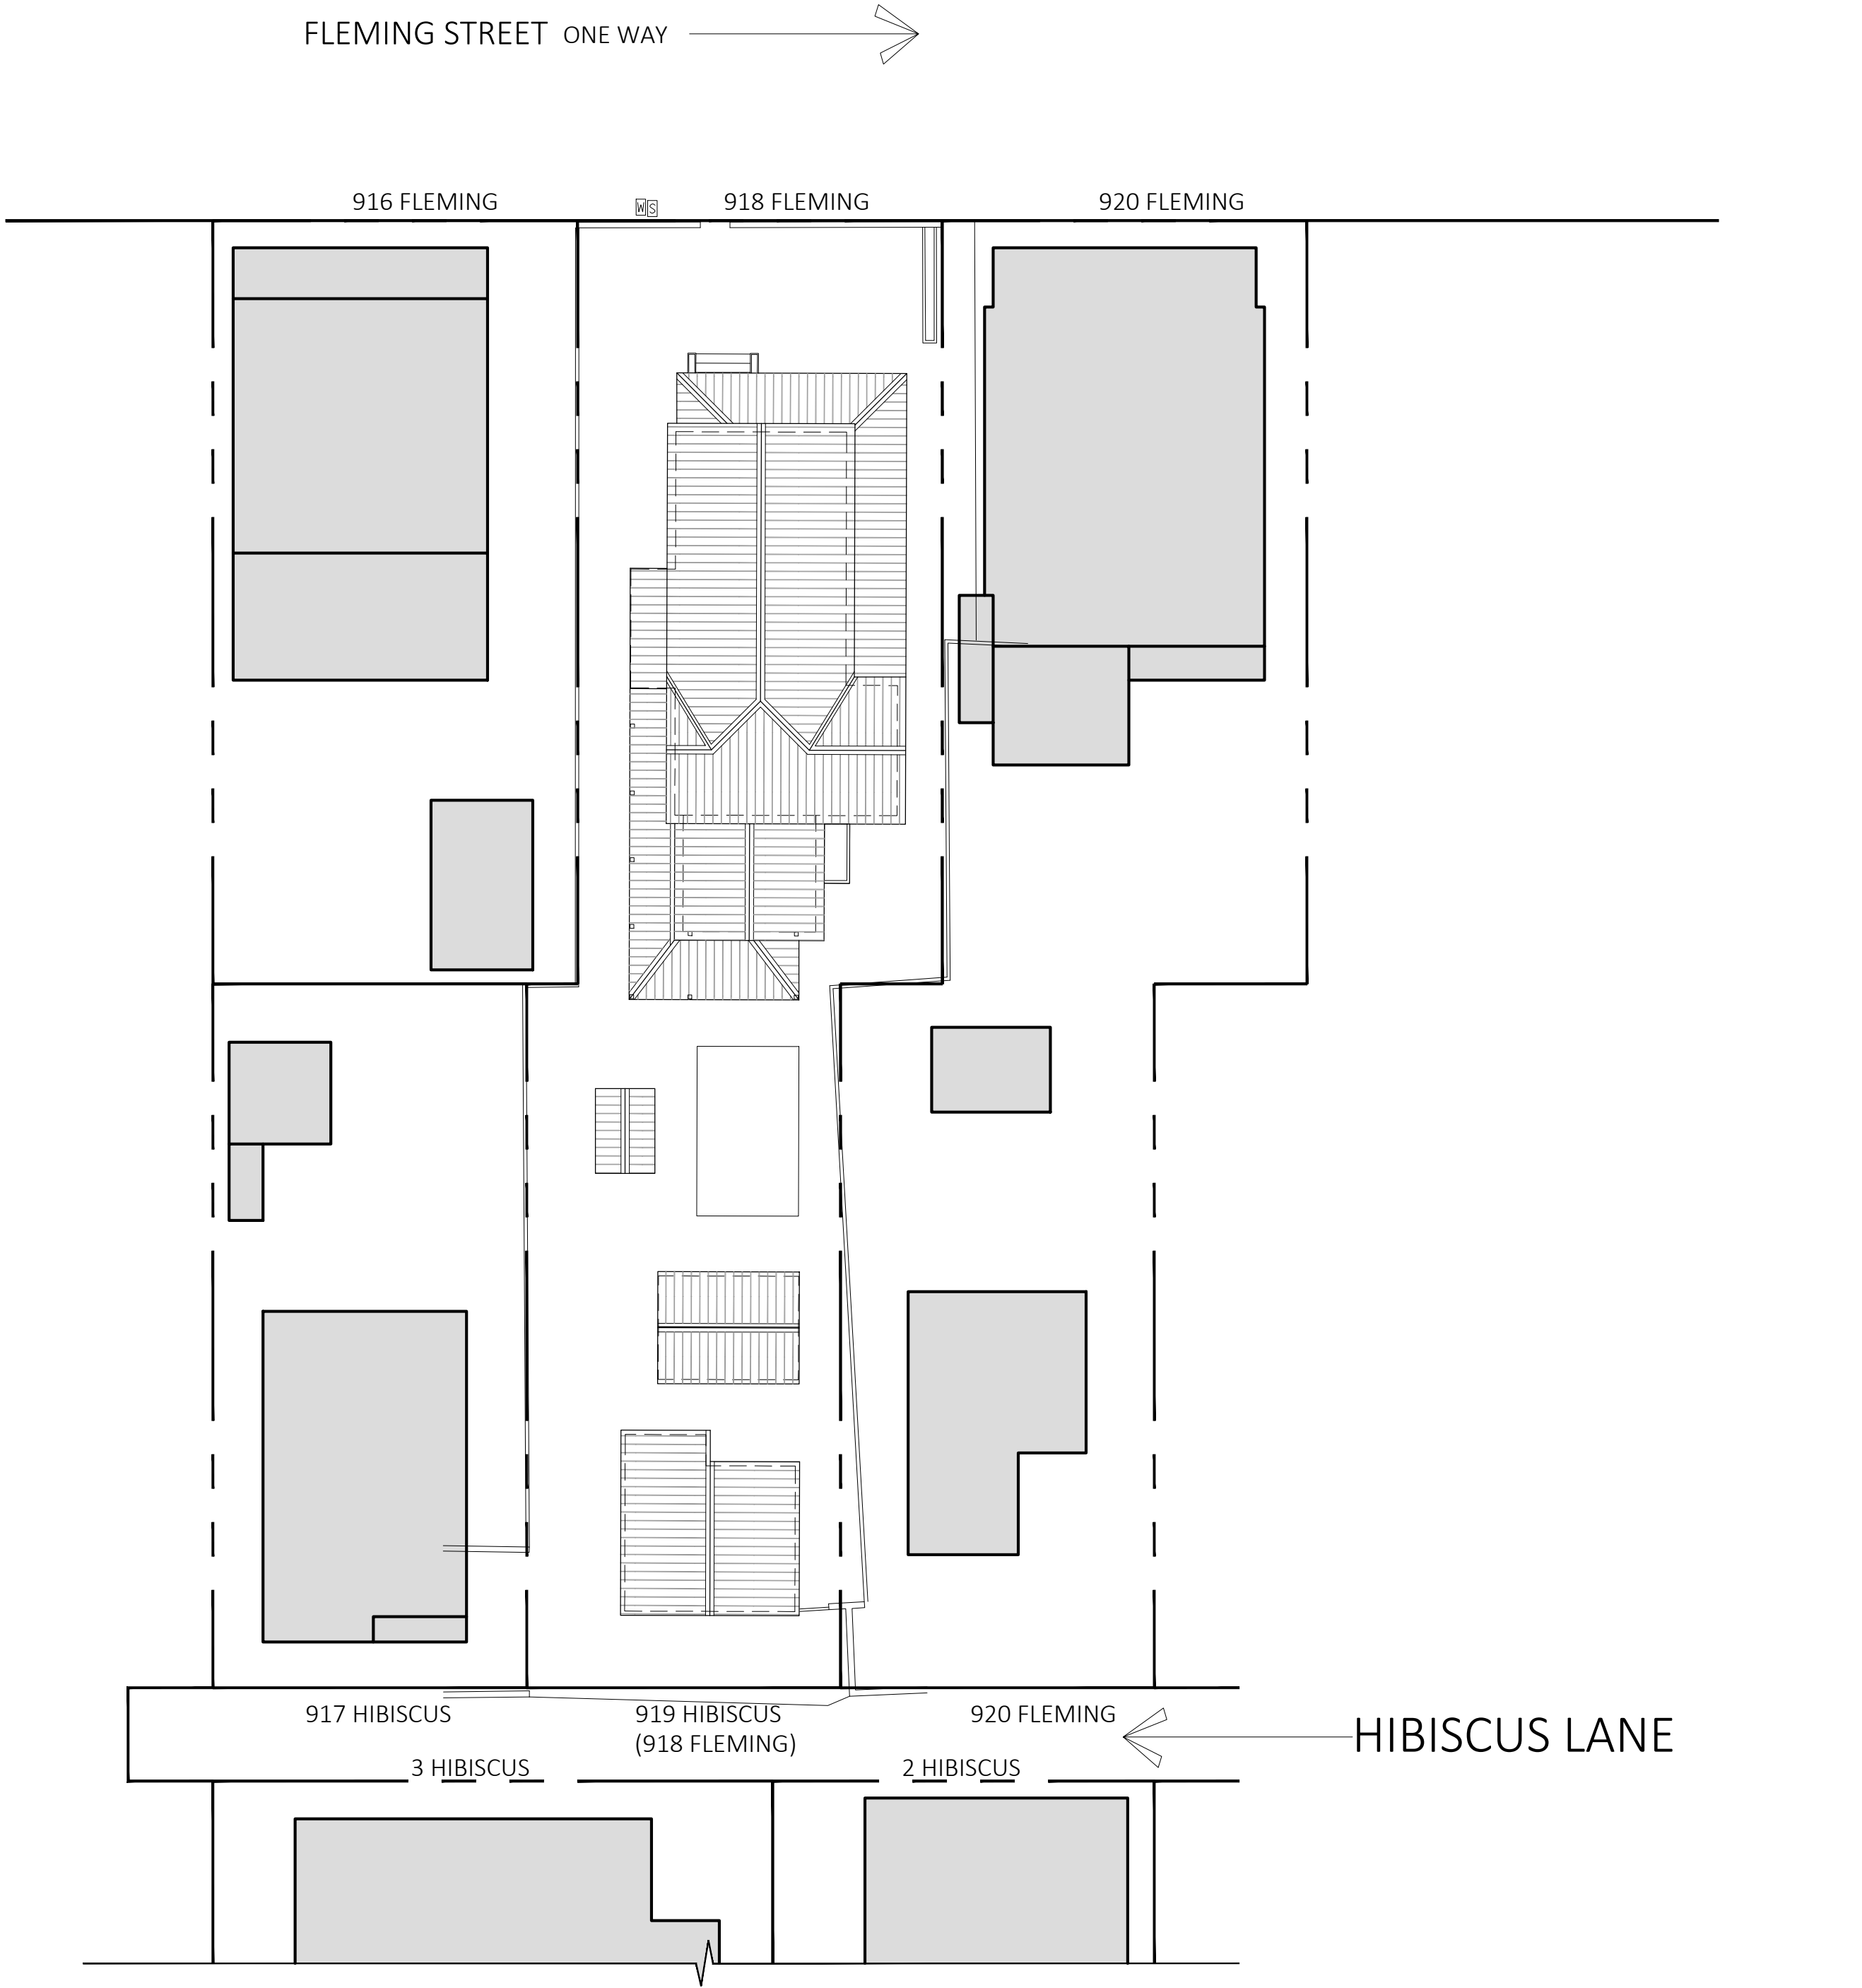 FLEMING STREET ONE WAY
916 FLEMING
W S
918 FLEMING
920 FLEMING
917 HIBISCUS
919 HIBISCUS
(918 FLEMING)
920 FLEMING
HIBISCUS LANE
3 HIBISCUS
2 HIBISCUS